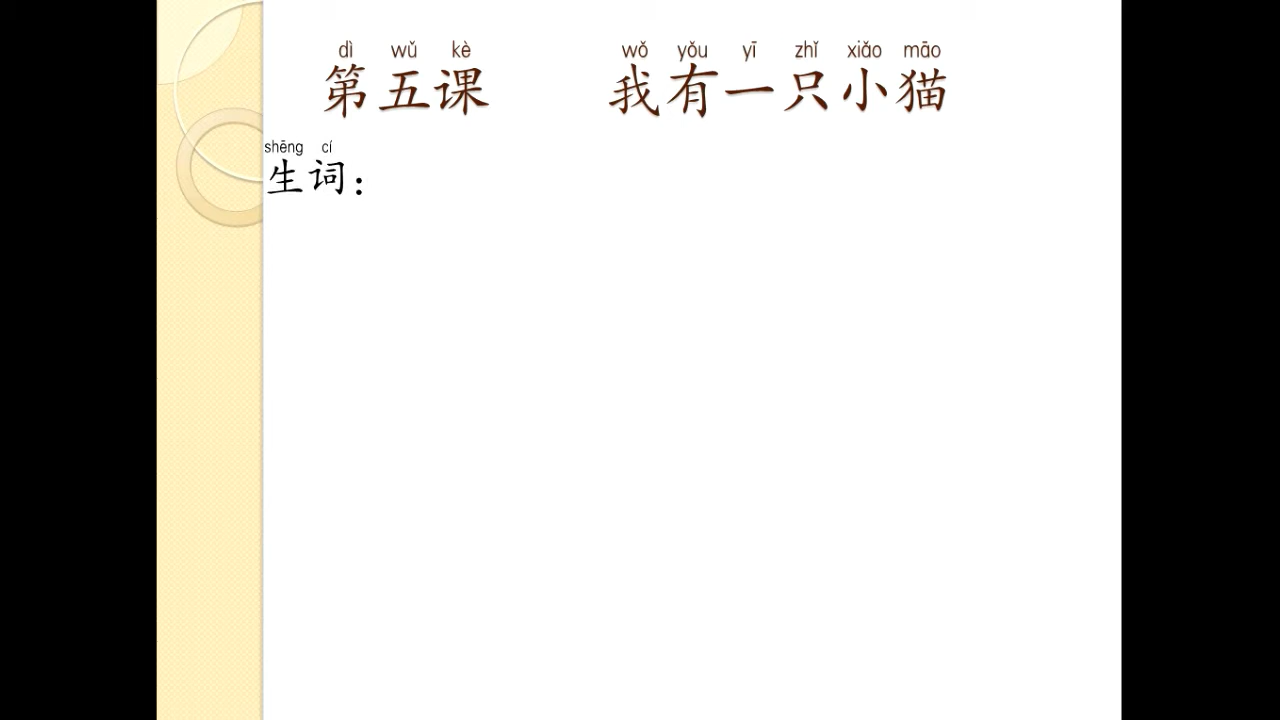 dì wǔ kè wǒ yǒu yī zhǐ xiǎo māo
第五课 我有一只小猫
shēng cí
生词：